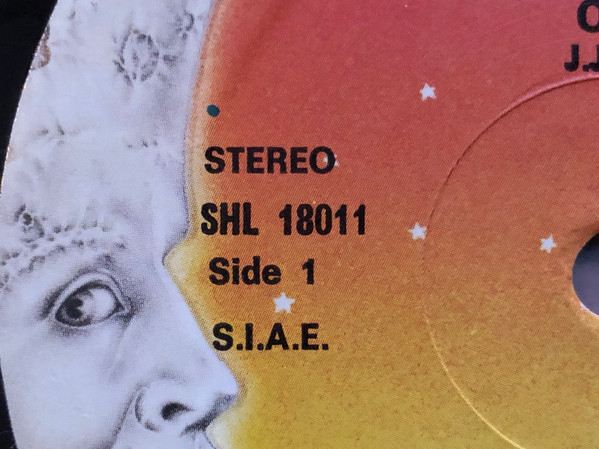 STEREO
SHL 18011
Side 1
S.I.A.E.